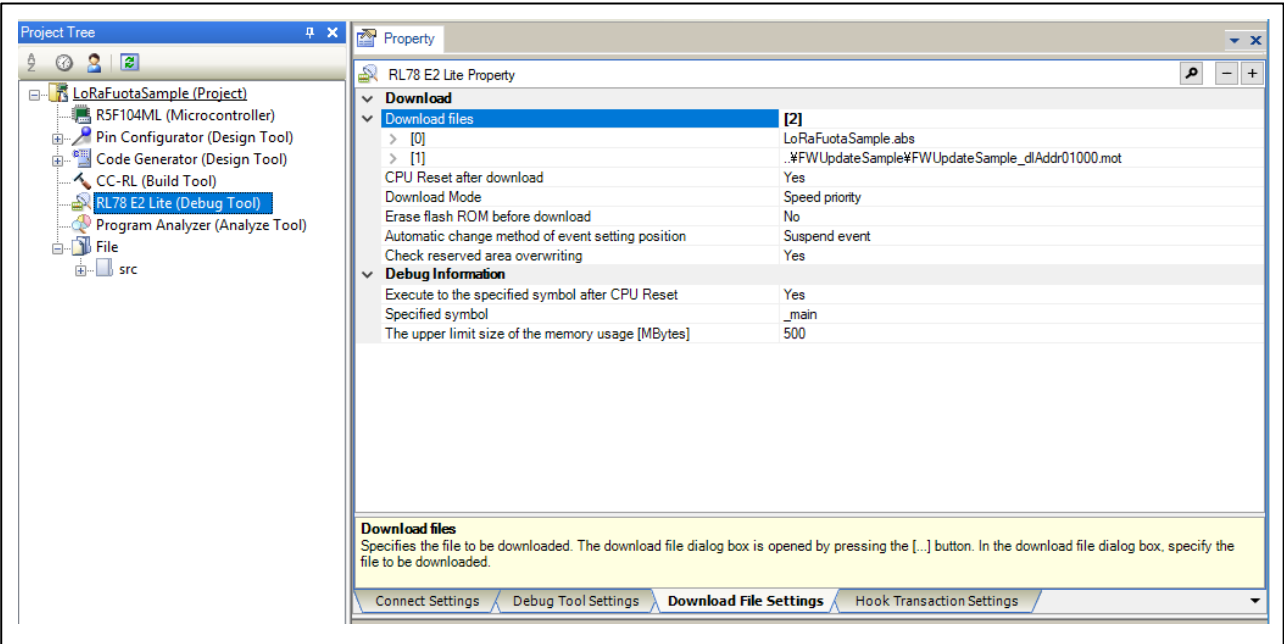 Project Tree
LoRaFuotaSample (Project)
R5F104ML (Microcontroller)
Pin Configurator (Design Tool)
Code Generator (Design Tool)
CC-RL (Build Tool)
RL78 E2 Lite (Debug Tool)
Program Analyzer (Analyze Tool)
File
src
Property
RL78 E2 Lite Property
Download
Download files [2]
[0] LoRaFuotaSample.abs
[1] ..¥FWUpdateSample¥FWUpdateSample_dlAddr01000.mot
CPU Reset after download Yes
Download Mode Speed priority
Erase flash ROM before download No
Automatic change method of event setting position Suspend event
Check reserved area overwriting Yes
Debug Information
Execute to the specified symbol after CPU Reset Yes
Specified symbol _main
The upper limit size of the memory usage [MBytes] 500
Download files
Specifies the file to be downloaded. The download file dialog box is opened by pressing the [...] button. In the download file dialog box, specify the
file to be downloaded.
Connect Settings Debug Tool Settings Download File Settings Hook Transaction Settings